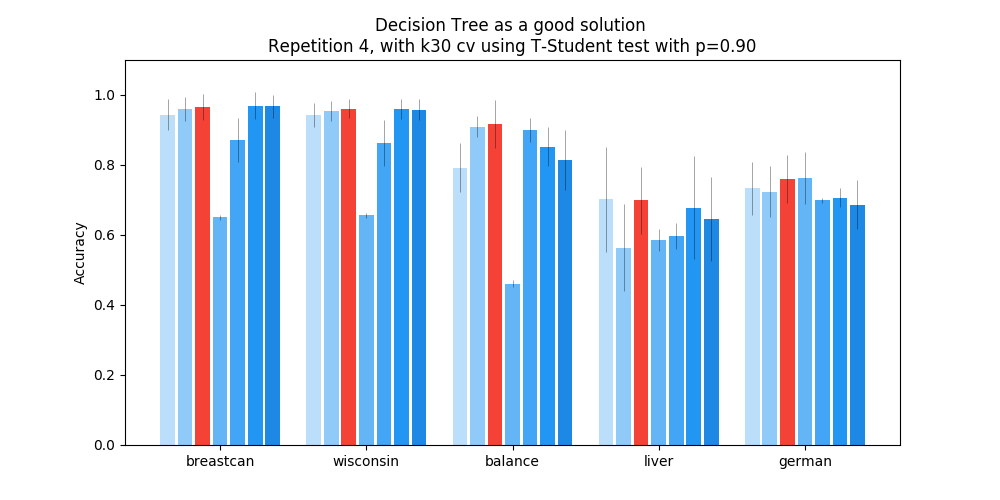 Decision Tree as a good solution
Repetition 4, with k30 cv using T-Student test with p=0.90
Accuracy
1.0
0.8
0.6
0.4
0.2
0.0
breastcan wisconsin balance liver german